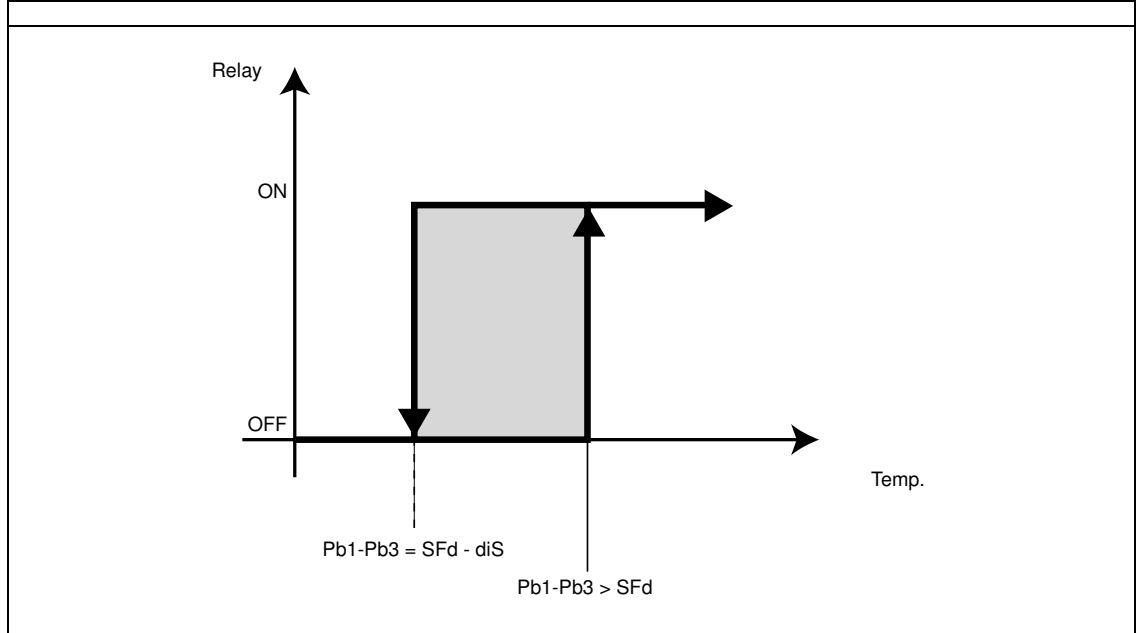 Relay
ON
OFF
Temp.
Pb1-Pb3 = SFd - diS
Pb1-Pb3 > SFd